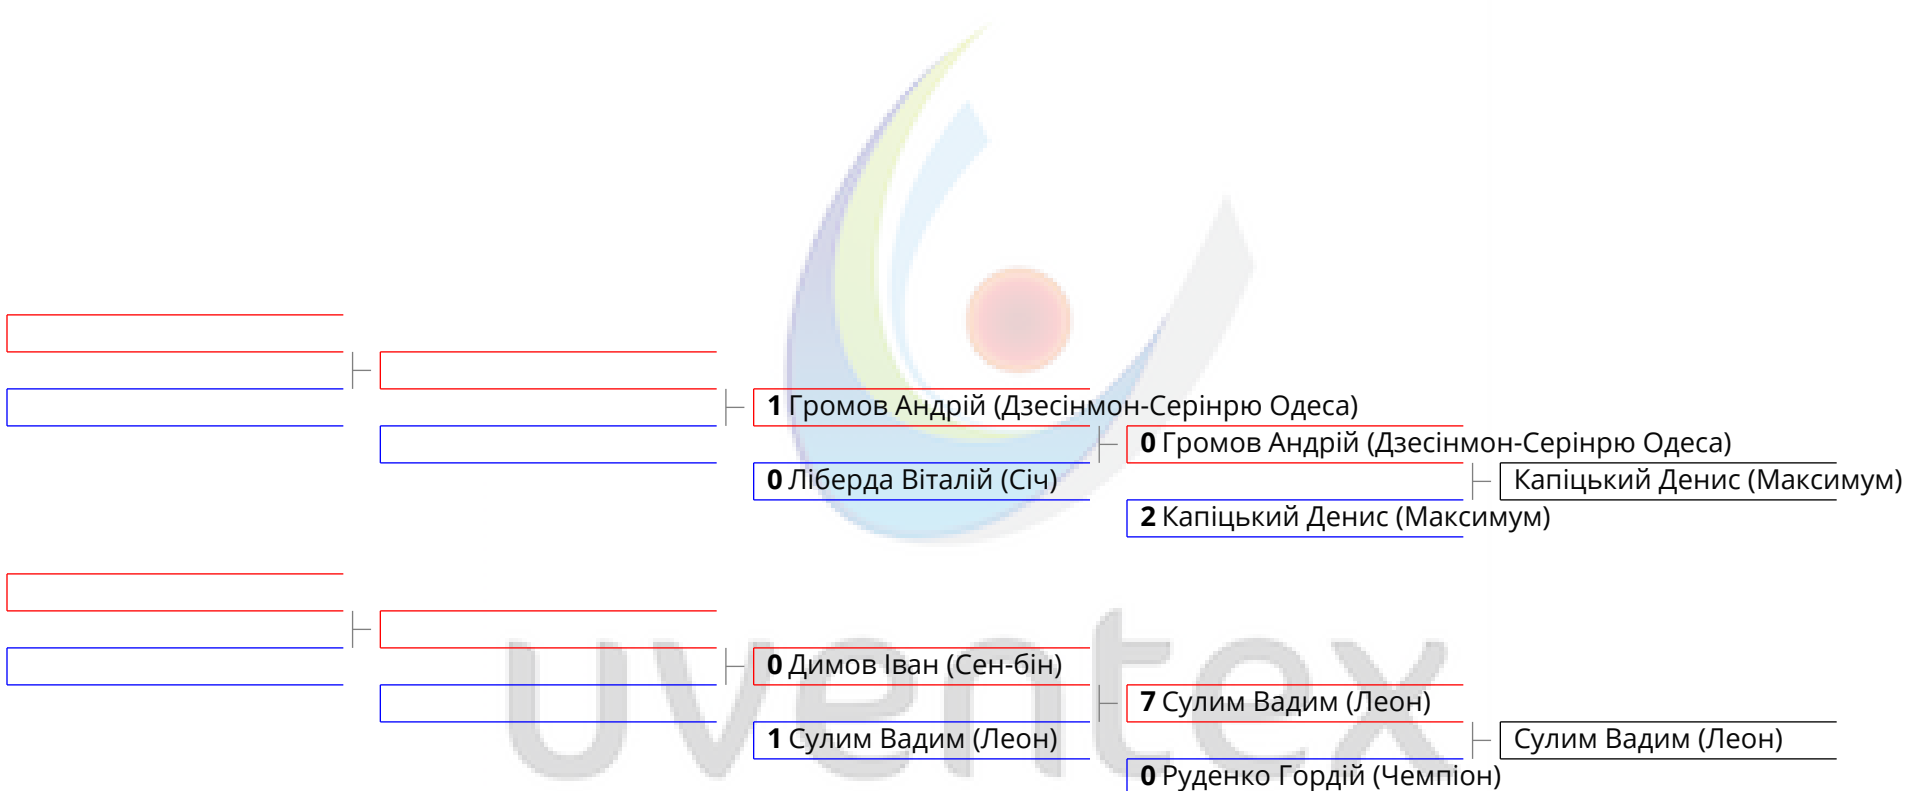 1 Громов Андрій (Дзесінмон-Серінрю Одеса)
0 Громов Андрій (Дзесінмон-Серінрю Одеса)
0 Ліберда Віталій (Січ)
Капіцький Денис (Максимум)
2 Капіцький Денис (Максимум)
uventex
0 Димов Іван (Сен-бін)
7 Сулим Вадим (Леон)
1 Сулим Вадим (Леон)
Сулим Вадим (Леон)
0 Руденко Гордій (Чемпіон)